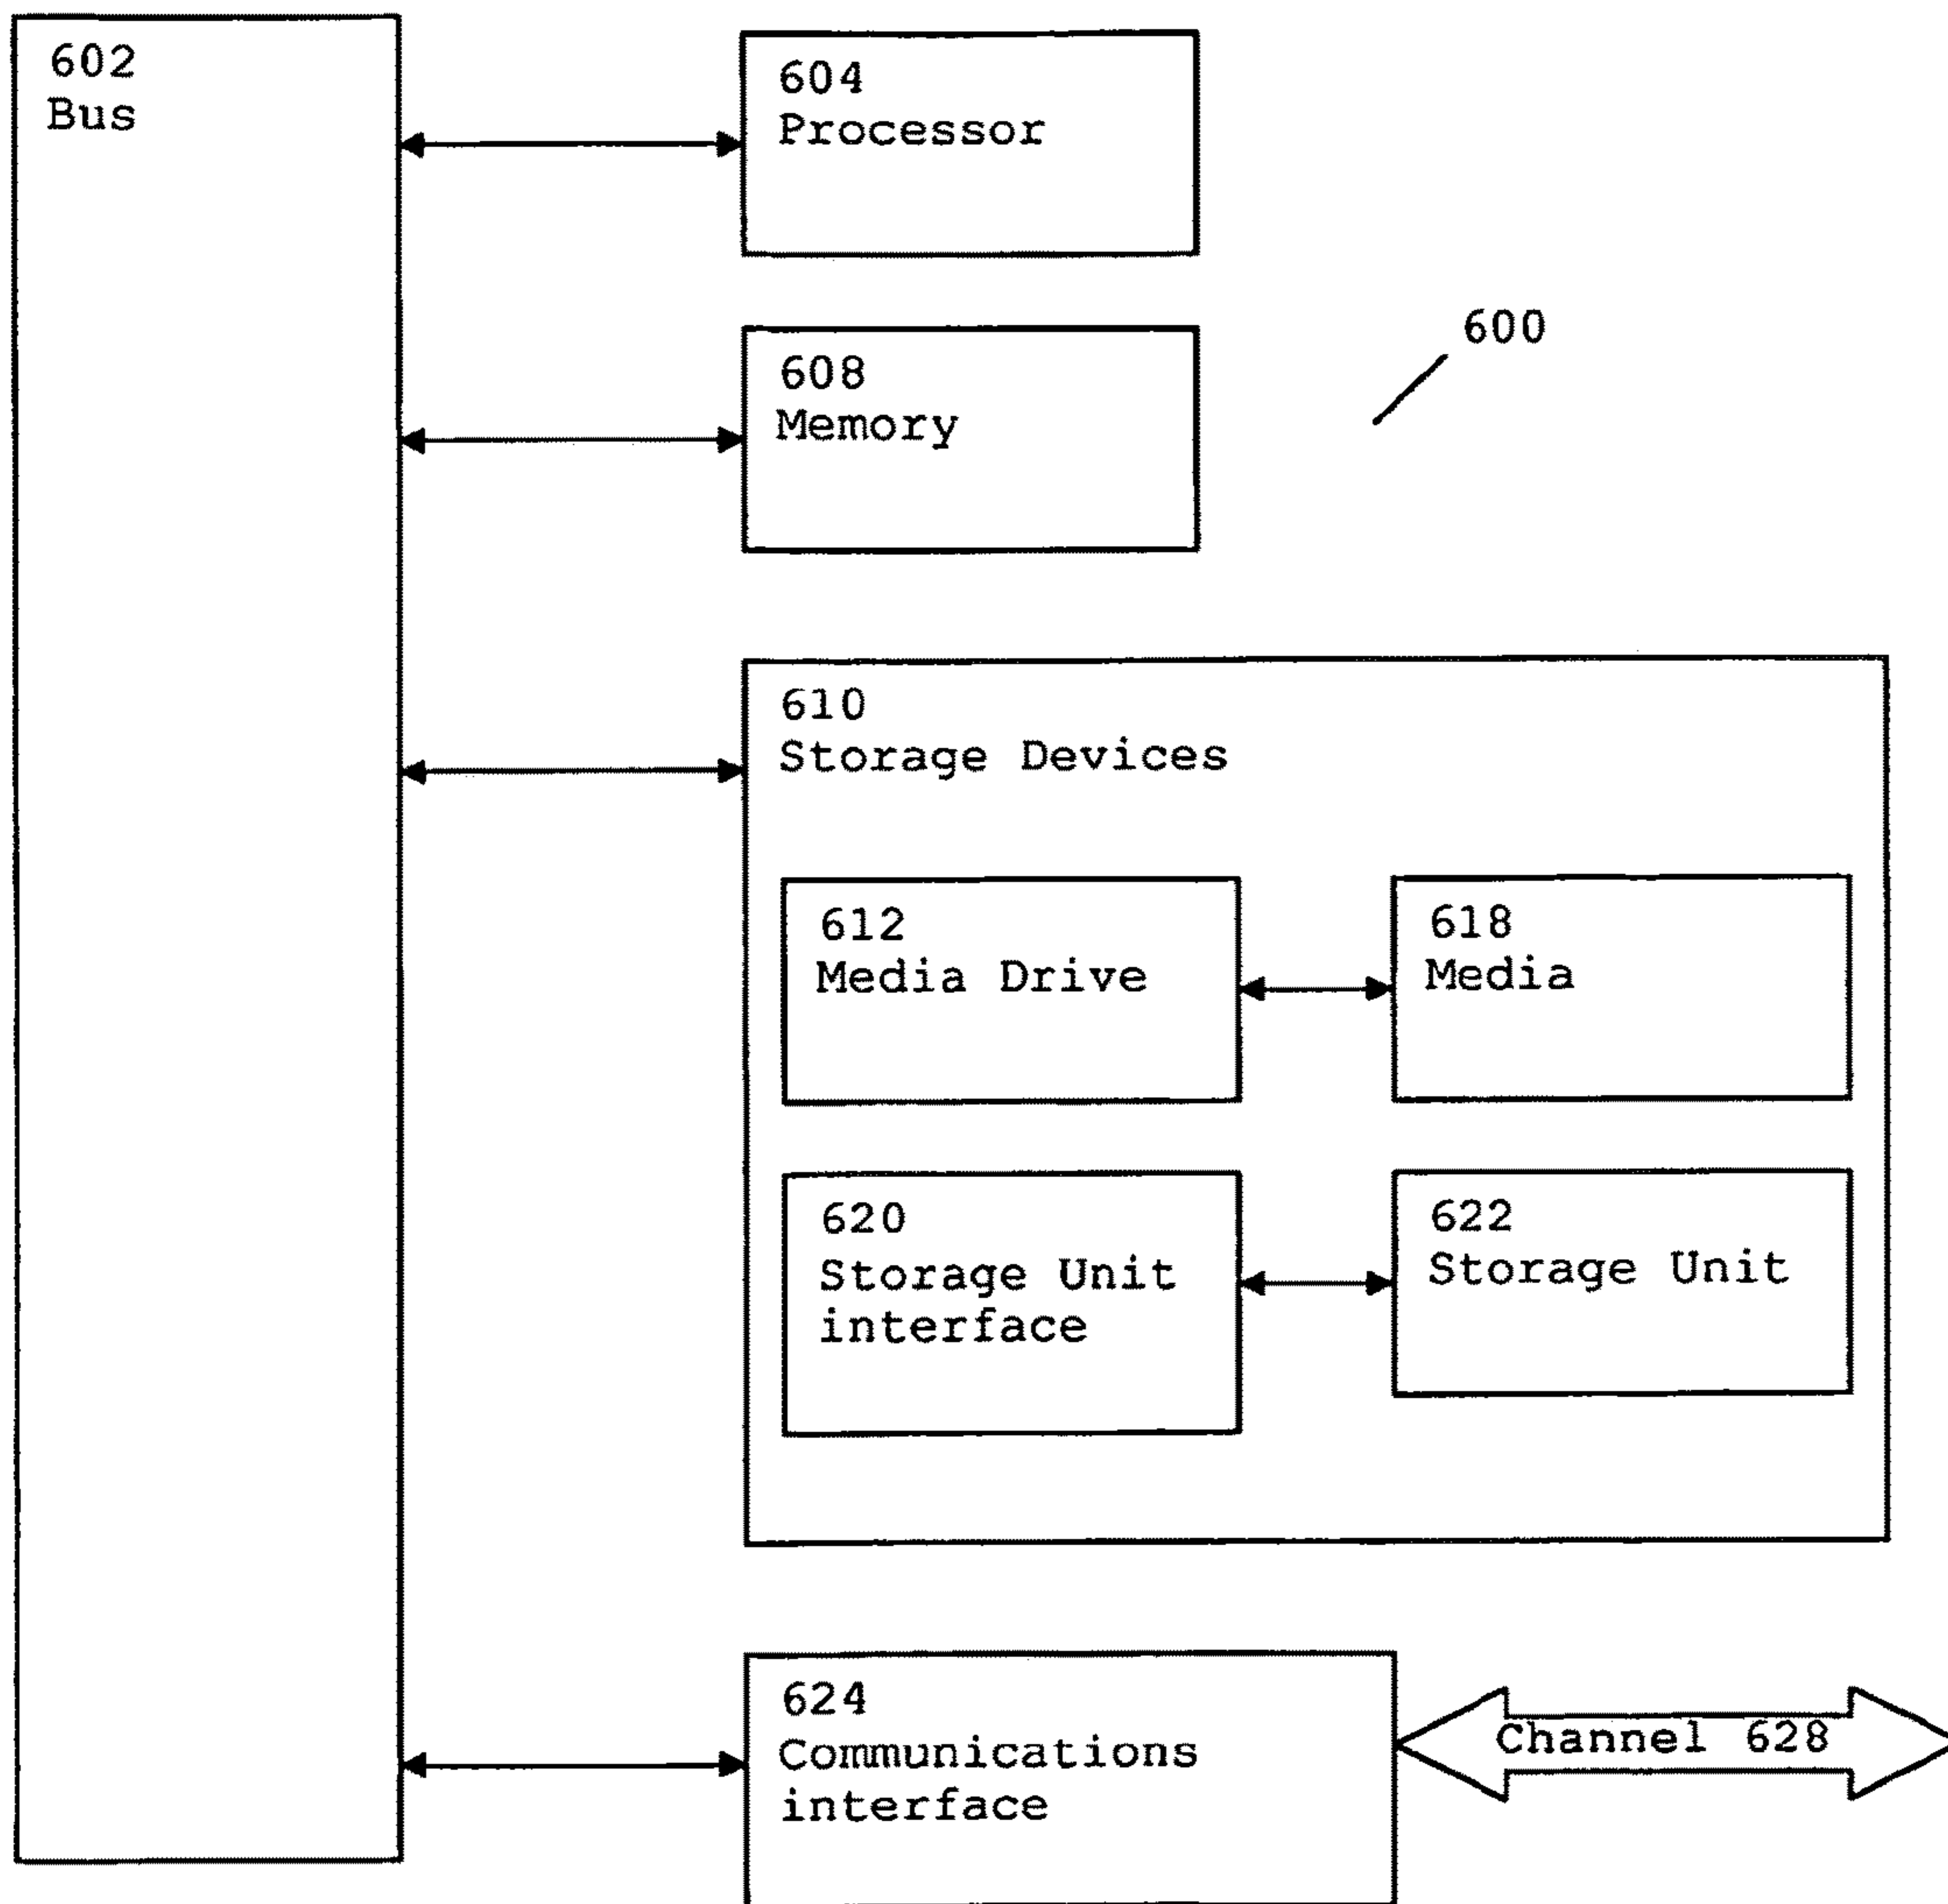 602
Bus
604
Processor
600
608
Memory
610
Storage Devices
612
Media Drive
618
Media
620
Storage Unit
interface
622
Storage Unit
624
Communications
interface
Channel 628